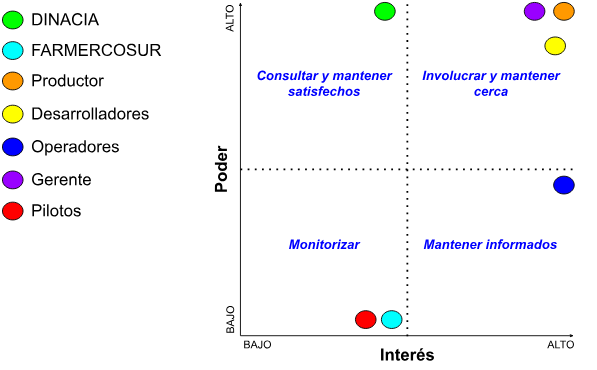 DINACIA
FARMERCOSUR
Productor
Desarrolladores
Operadores
Gerente
Pilotos
ALTO
Poder
BAJO
Consultar y mantener
satisfechos
Involucrar y mantener
cerca
Monitorizar
Mantener informados
BAJO
ALTO
Interés